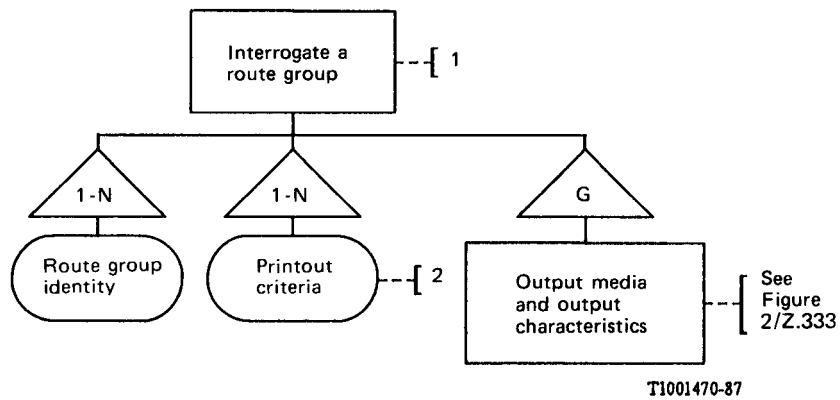 Interrogate a
route group
1
1-N
1-N
G
Route group
identity
Printout
criteria
2
Output media
and output
characteristics
See
Figure
2/Z.333
T1001470-87